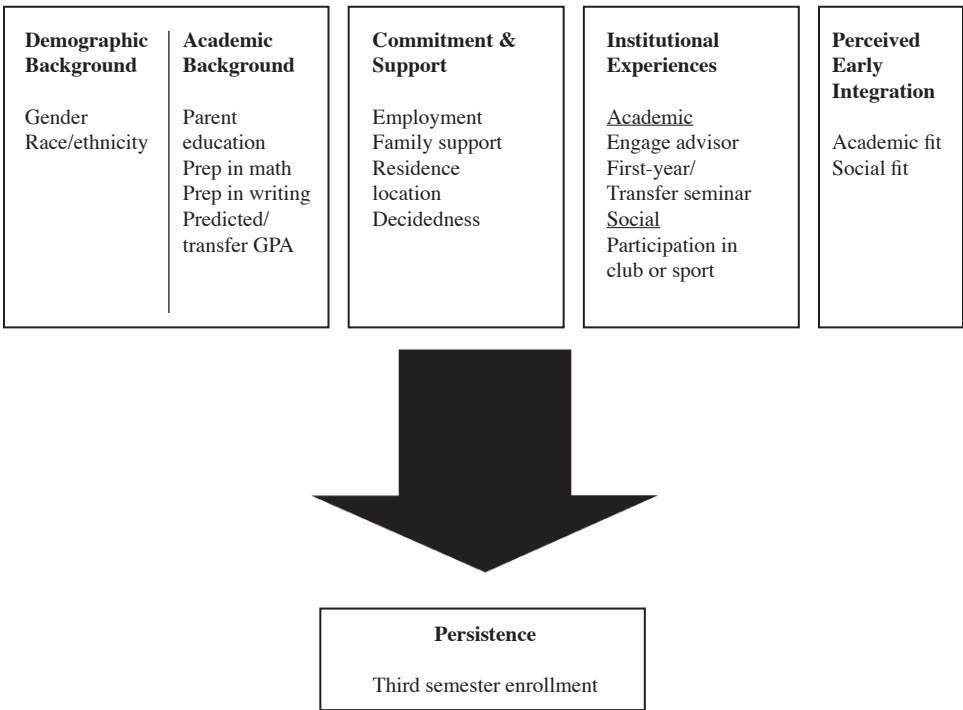 Demographic
Background
Gender
Race/ethnicity
Academic
Background
Parent
education
Prep in math
Prep in writing
Predicted/
transfer GPA
Commitment &
Support
Employment
Family support
Residence
location
Decidedness
Institutional
Experiences
Academic
Engage advisor
First-year/
Transfer seminar
Social
Participation in
club or sport
Perceived
Early
Integration
Academic fit
Social fit
Persistence
Third semester enrollment